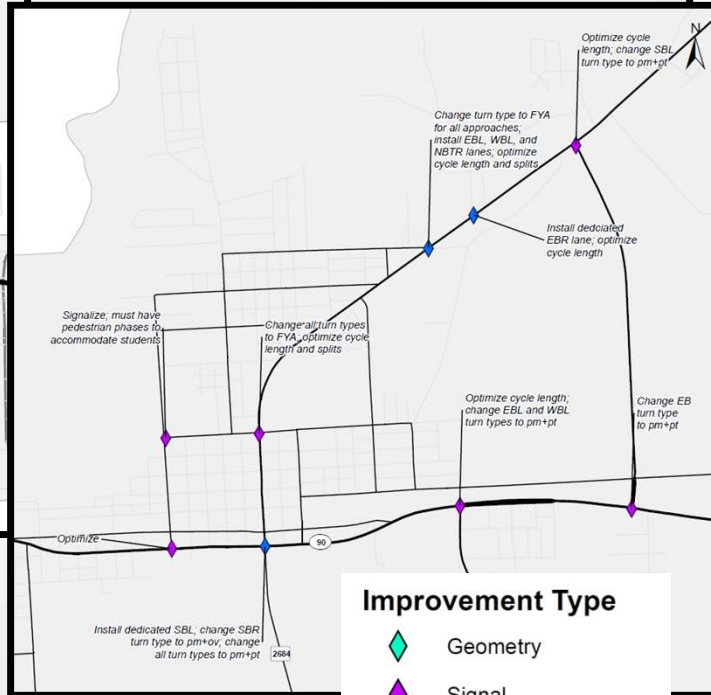 N
Optimize cycle
length; change SBL
turn type to pm+pt
Change turn type to FYA
for all approaches;
install EBL, WBL, and
NBTR lanes; optimize
cycle length and splits
Install dedciated
EBR lane; optimize
cycle length
Signalize; must have
pedestrian phases to
accommodate students
Change all turn types
to FYA; optimize cycle
length and splits
Optimize cycle length;
change EBL and WBL
turn types to pm+pt
Change EB
turn type
to pm+pt
Optimize
90
Install dedicated SBL; change SBR
turn type to pm+ov; change
all turn types to pm+pt
2684
Improvement Type
Geometry
Signal